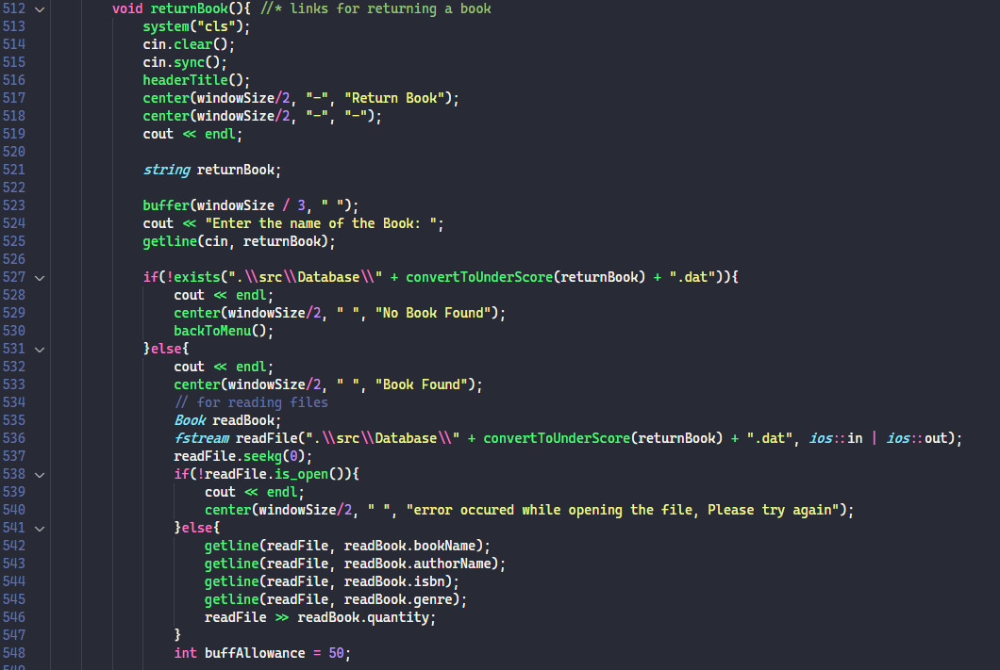 512 void returnBook(){ //* links for returning a book
513 system("cls");
514 cin.clear();
515 cin.sync();
516 headerTitle();
517 center(windowSize/2, "-", "Return Book");
518 center(windowSize/2, "-", "-");
519 cout << endl;
520
521 string returnBook;
522
523 buffer(windowSize / 3, " ");
524 cout << "Enter the name of the Book: ";
525 getline(cin, returnBook);
526
527 if(!exists(".\\src\\Database\\" + convertToUnderScore(returnBook) + ".dat")){
528 cout << endl;
529 center(windowSize/2, " ", "No Book Found");
530 backToMenu();
531 }else{
532 cout << endl;
533 center(windowSize/2, " ", "Book Found");
534 // for reading files
535 Book readBook;
536 fstream readFile(".\\src\\Database\\" + convertToUnderScore(returnBook) + ".dat", ios::in | ios::out);
537 readFile.seekg(0);
538 if(!readFile.is_open()){
539 cout << endl;
540 center(windowSize/2, " ", "error occured while opening the file, Please try again");
541 }else{
542 getline(readFile, readBook.bookName);
543 getline(readFile, readBook.authorName);
544 getline(readFile, readBook.isbn);
545 getline(readFile, readBook.genre);
546 readFile >> readBook.quantity;
547 }
548 int buffAllowance = 50;